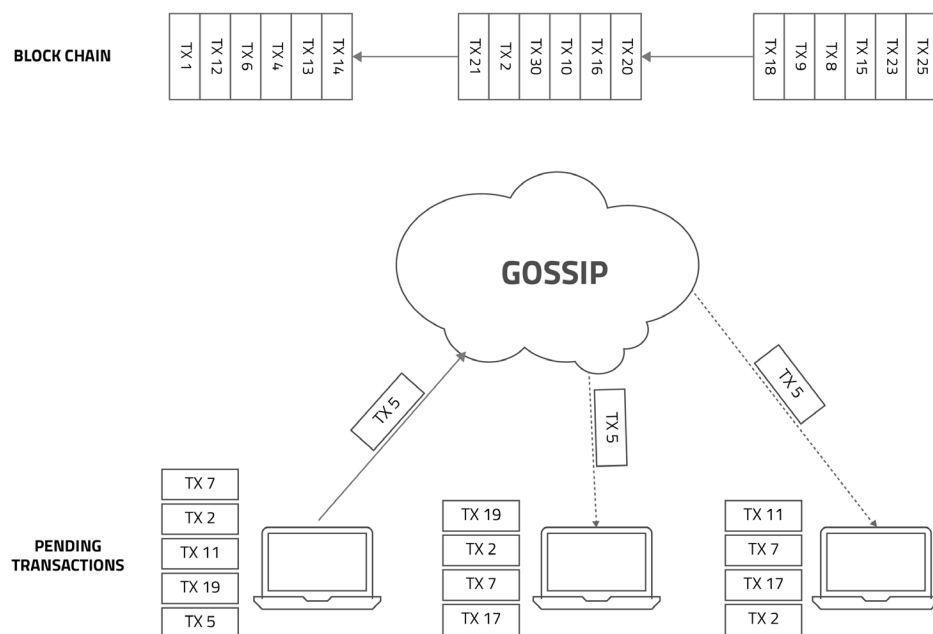 BLOCK CHAIN
TX 1
TX 12
TX 6
TX 4
TX 13
TX 14
TX 21
TX 2
TX 30
TX 10
TX 16
TX 20
TX 18
TX 9
TX 8
TX 15
TX 23
TX 25
GOSSIP
TX 5
TX 5
TX 5
PENDING
TRANSACTIONS
TX 7
TX 2
TX 11
TX 19
TX 5
TX 19
TX 2
TX 7
TX 17
TX 11
TX 7
TX 17
TX 2